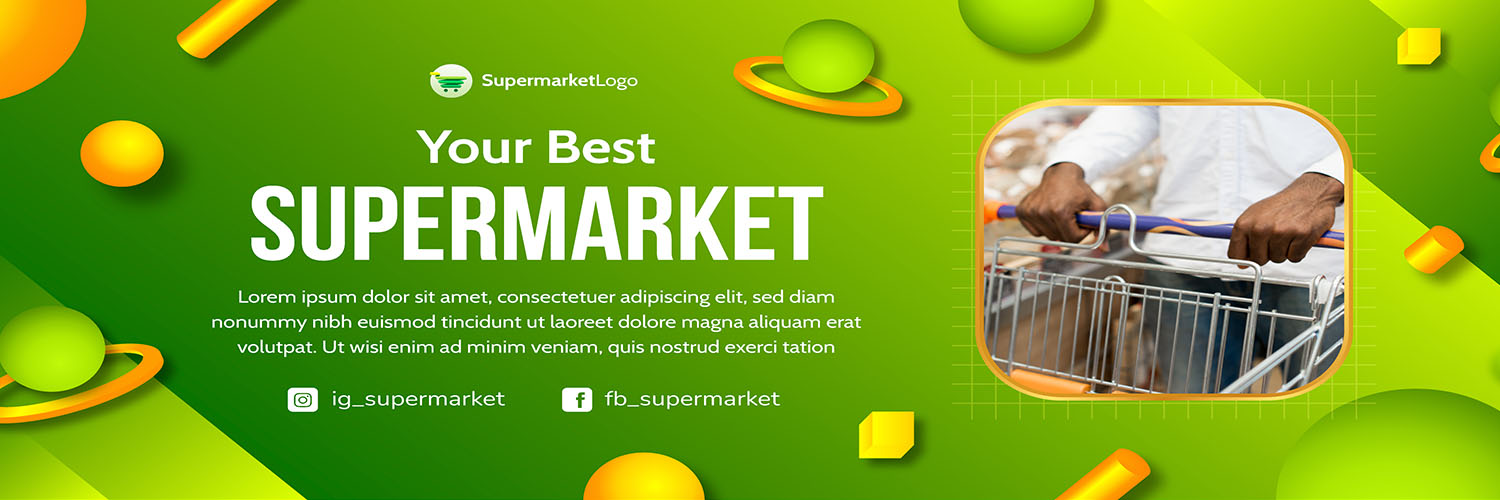 SupermarketLogo
Your Best
SUPERMARKET
Lorem ipsum dolor sit amet, consectetuer adipiscing elit, sed diam
nonummy nibh euismod tincidunt ut laoreet dolore magna aliquam erat
volutpat. Ut wisi enim ad minim veniam, quis nostrud exerci tation
ig_supermarket fb_supermarket